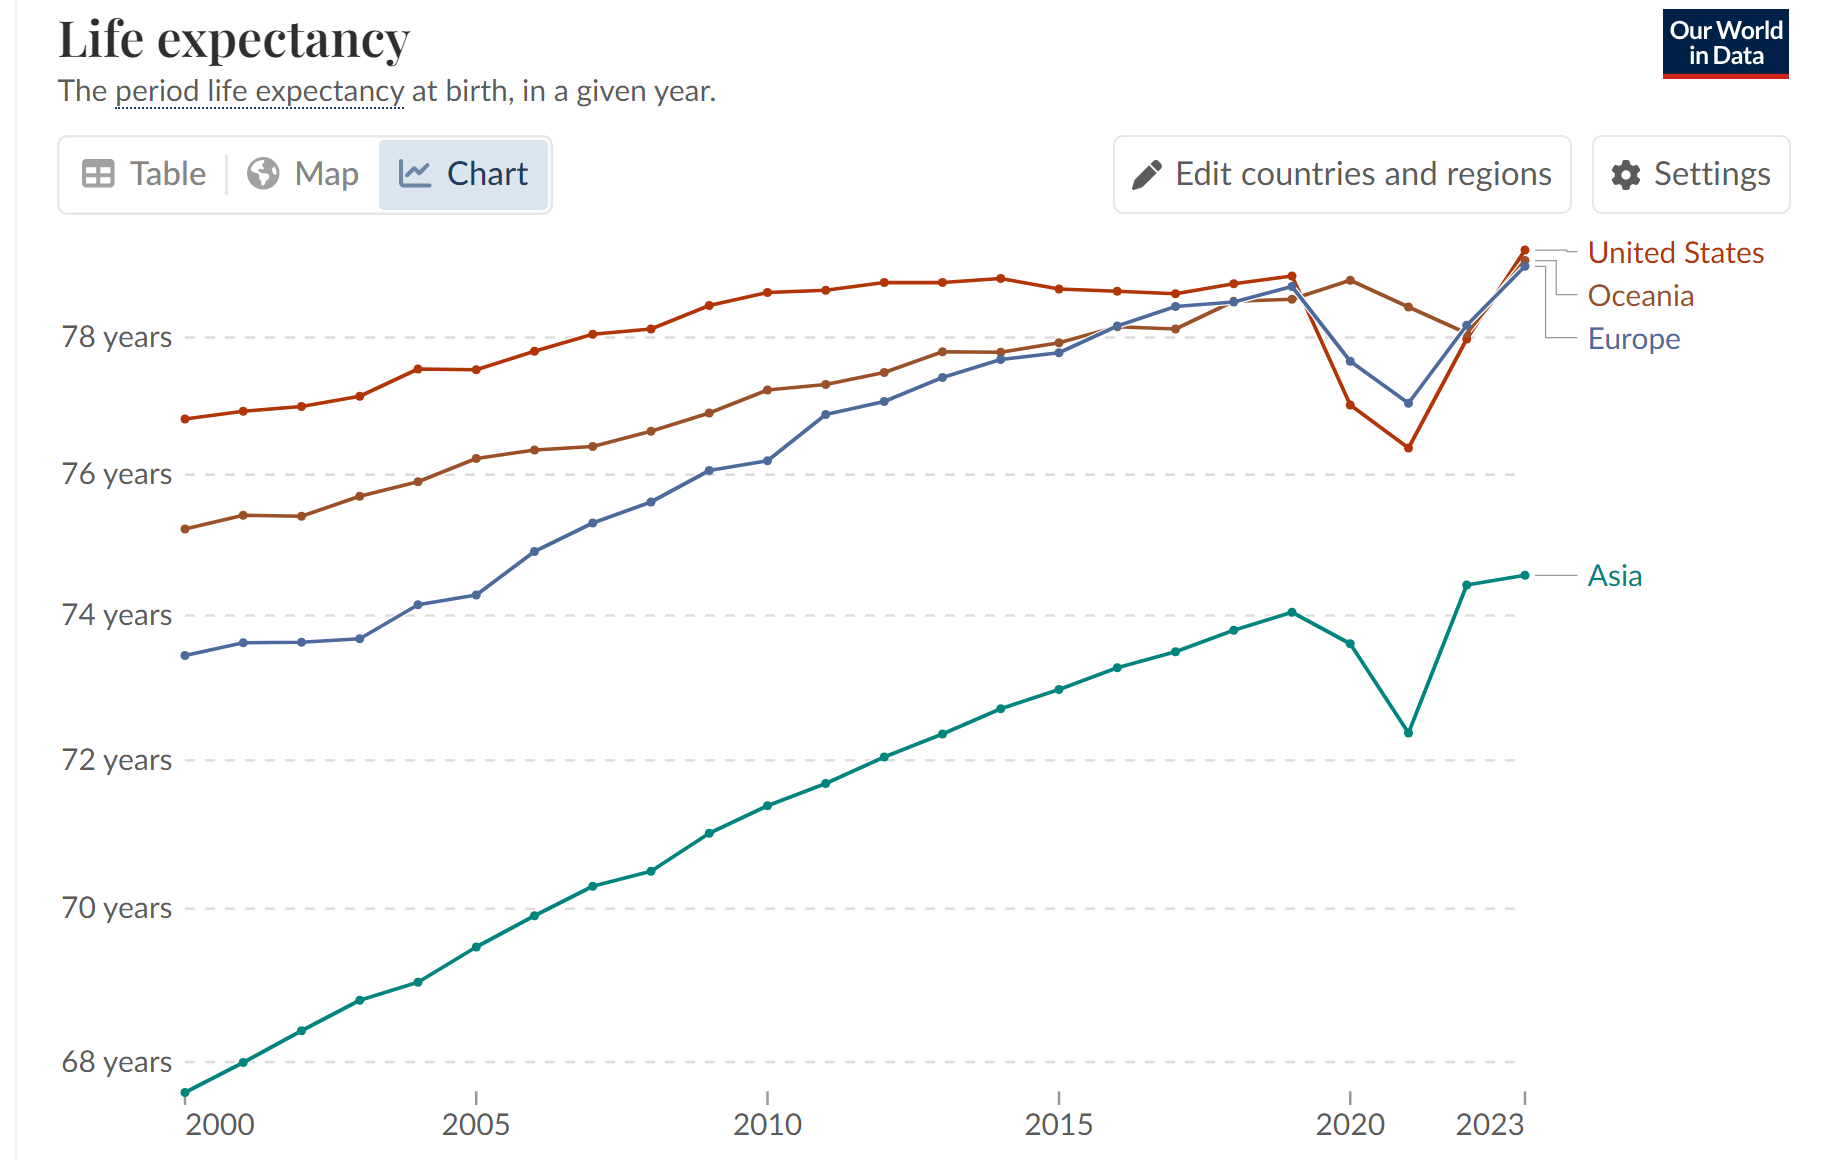 Life expectancy
The period life expectancy at birth, in a given year.
Our World
in Data
Table
Map
Chart
Edit countries and regions
Settings
United States
Oceania
Europe
Asia
78 years
76 years
74 years
72 years
70 years
68 years
2000
2005
2010
2015
2020
2023